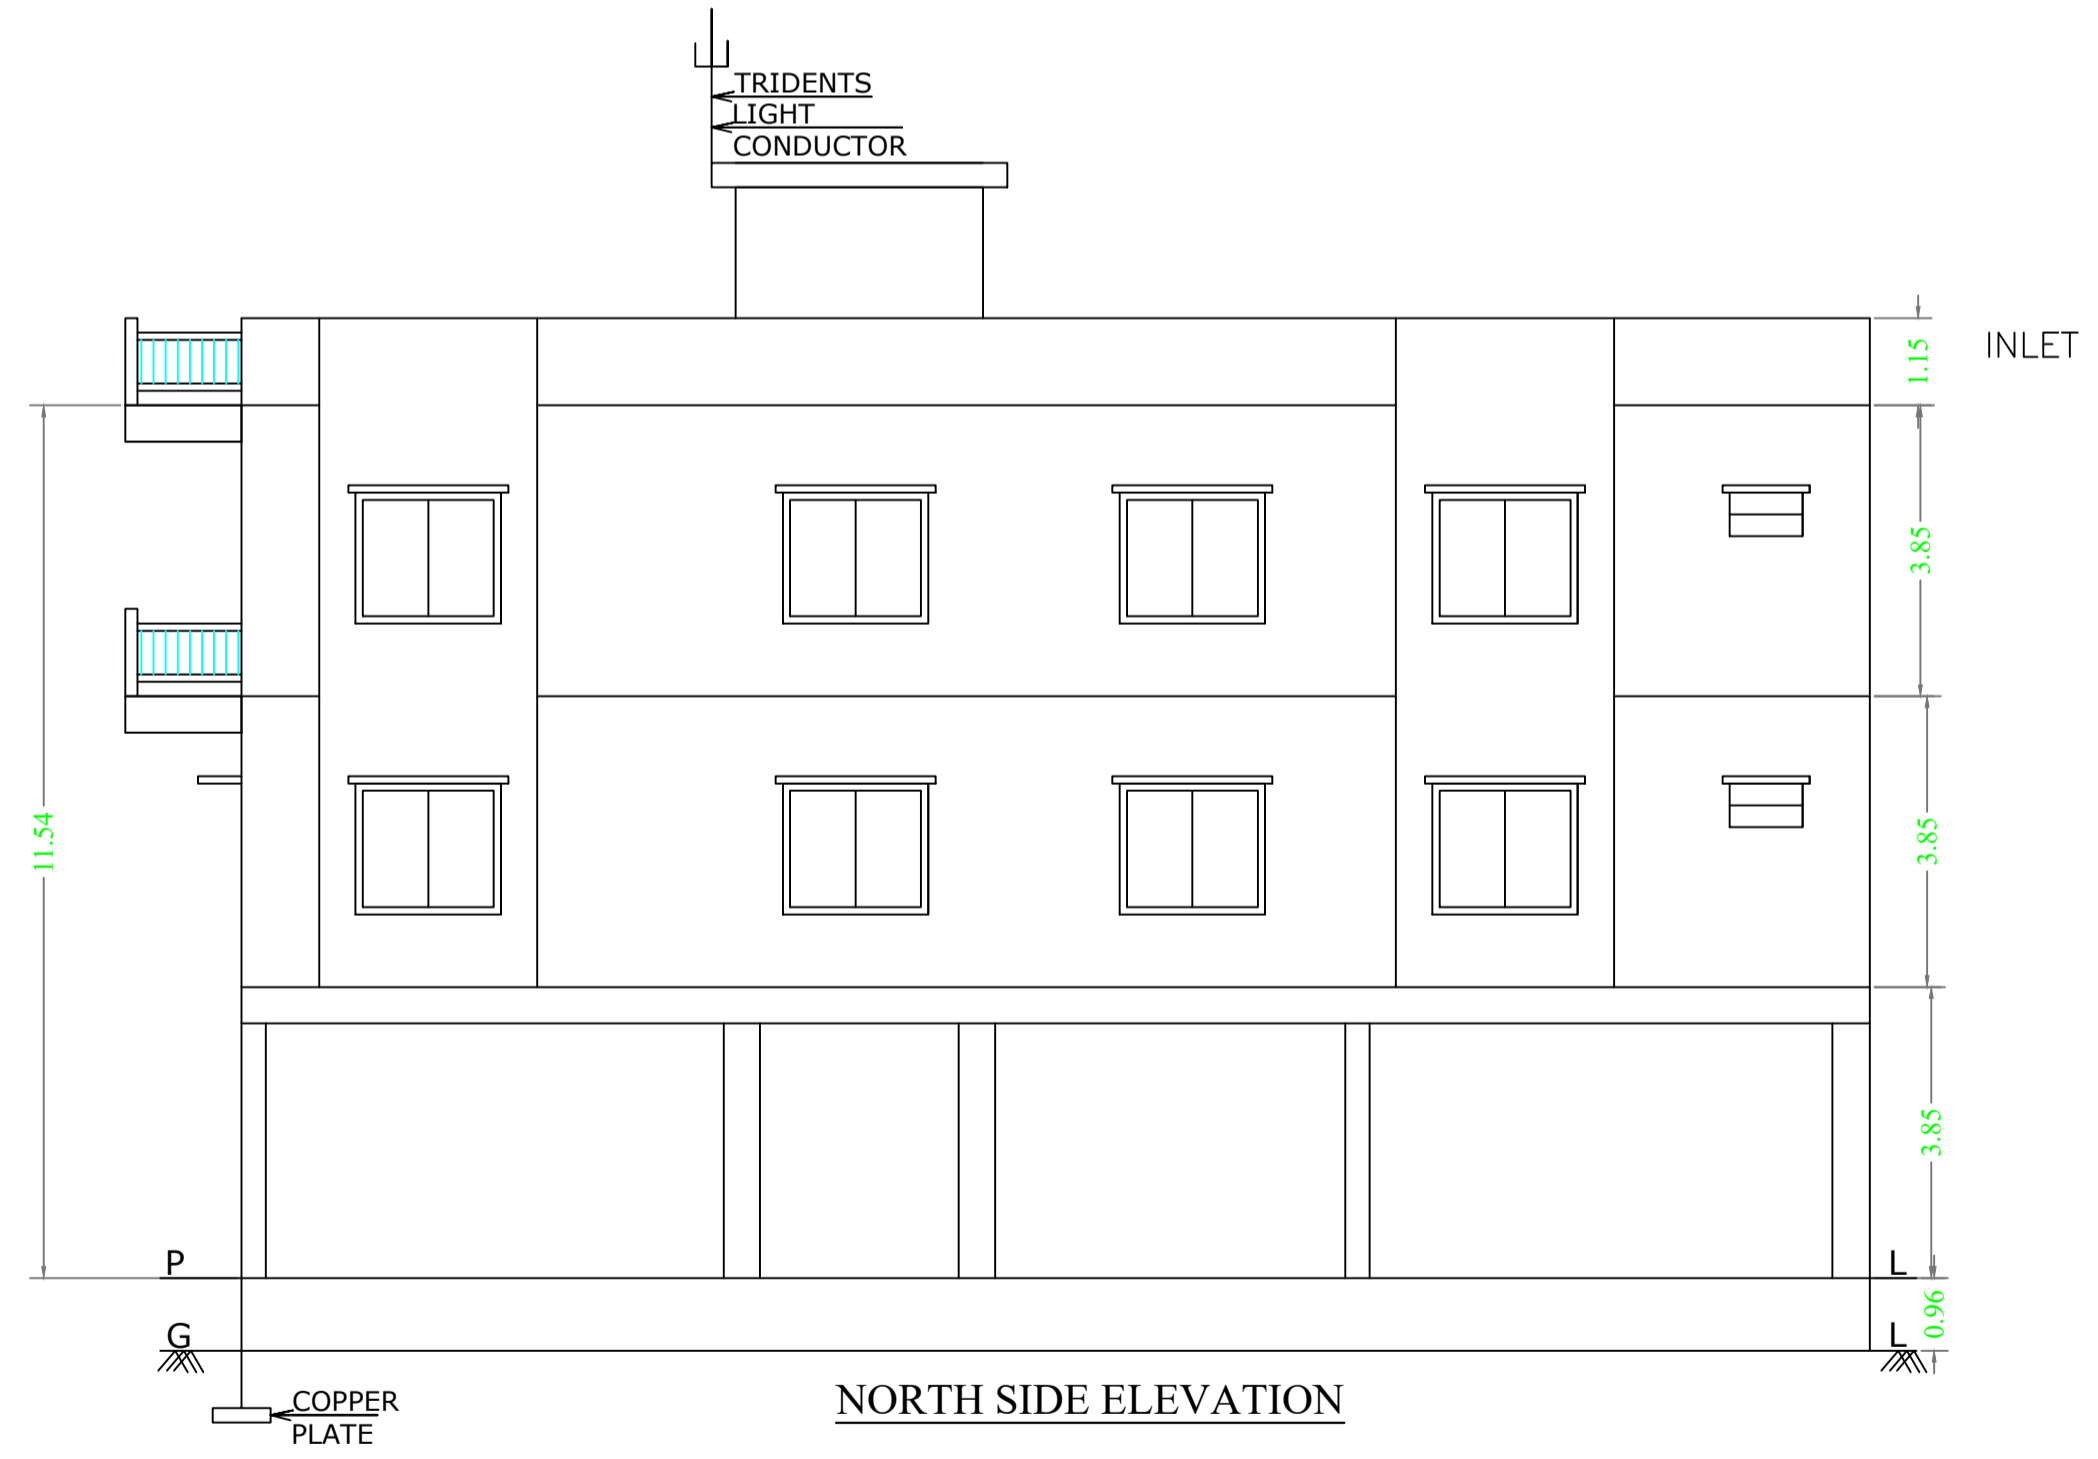 TRIDENTS
LIGHT
CONDUCTOR
1.15
INLET
3.85
11.54
3.85
3.85
P
L
0.96
G
L
COPPER
PLATE
NORTH SIDE ELEVATION